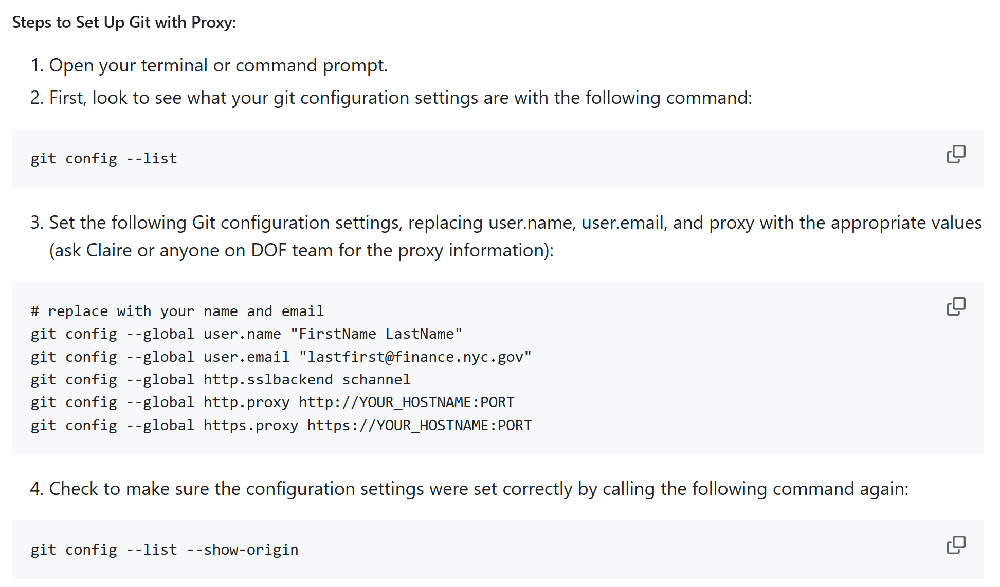 Steps to Set Up Git with Proxy:
1. Open your terminal or command prompt.
2. First, look to see what your git configuration settings are with the following command:
git config --list
3. Set the following Git configuration settings, replacing user.name, user.email, and proxy with the appropriate values
(ask Claire or anyone on DOF team for the proxy information):
# replace with your name and email
git config --global user.name "FirstName LastName"
git config --global user.email "lastfirst@finance.nyc.gov"
git config --global http.sslbackend schannel
git config --global http.proxy http://YOUR_HOSTNAME:PORT
git config --global https.proxy https://YOUR_HOSTNAME:PORT
4. Check to make sure the configuration settings were set correctly by calling the following command again:
git config --list --show-origin